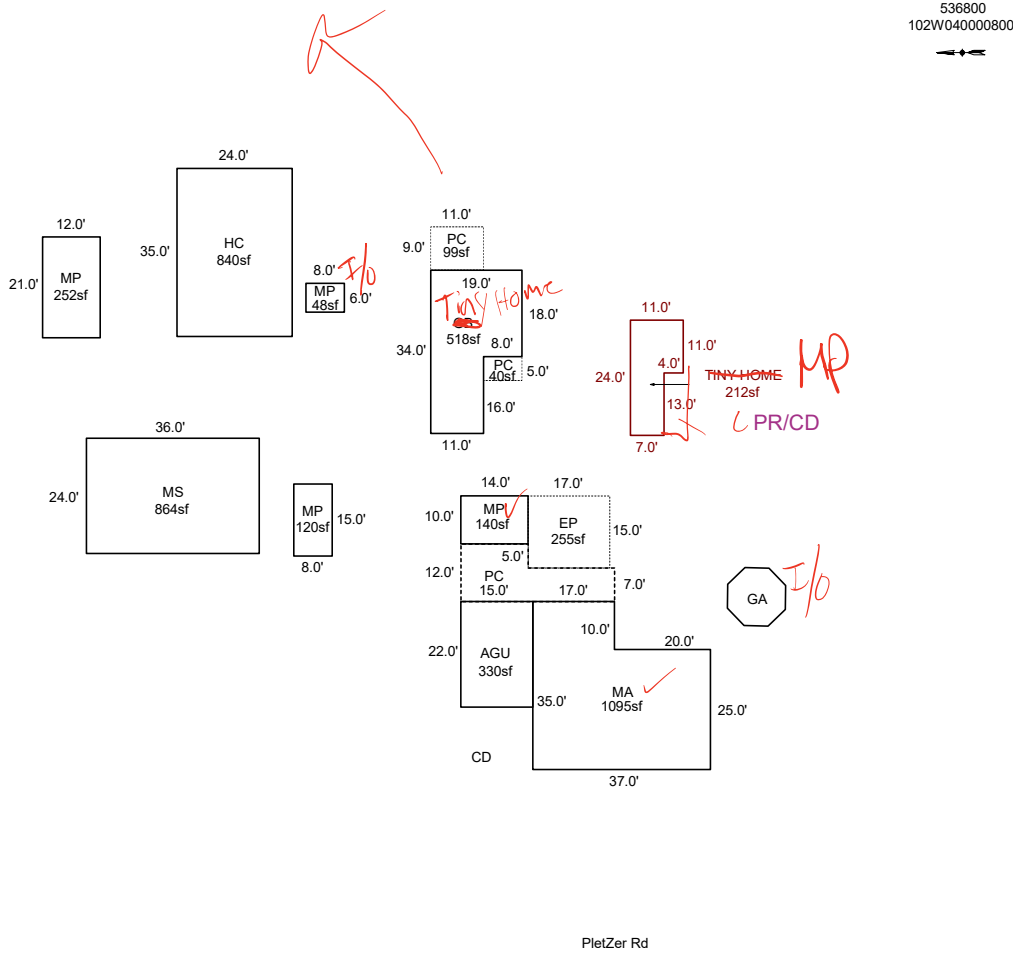 536800
102W040000800
24.0'
35.0'
HC
840sf
12.0'
21.0'
MP
252sf
8.0'
I/O
MP
48sf
6.0'
11.0'
9.0'
PC
99sf
19.0'
Tiny Home
518sf
18.0'
34.0'
8.0'
PC
40sf
5.0'
16.0'
11.0'
11.0'
11.0'
4.0'
24.0'
13.0'
7.0'
TINY HOME
212sf
MP
PR/CD
36.0'
24.0'
MS
864sf
MP
120sf
15.0'
8.0'
14.0'
17.0'
10.0'
MP
140sf
EP
255sf
15.0'
5.0'
12.0'
PC
15.0'
17.0'
7.0'
GA
I/O
10.0'
20.0'
22.0'
AGU
330sf
MA
1095sf
35.0'
25.0'
CD
37.0'
PletZer Rd